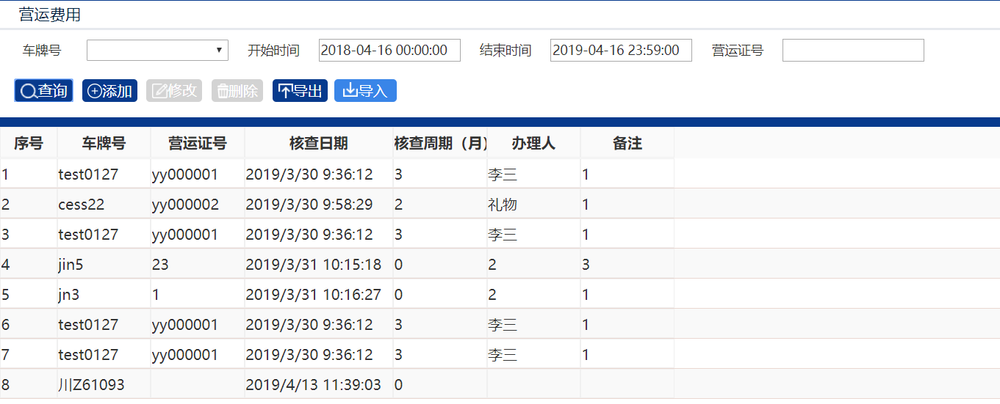 营运费用
车牌号 开始时间 2018-04-16 00:00:00 结束时间 2019-04-16 23:59:00 营运证号
查询 添加 修改 删除 导出 导入
序号 车牌号 营运证号 核查日期 核查周期（月） 办理人 备注
1 test0127 yy000001 2019/3/30 9:36:12 3 李三 1
2 cess22 yy000002 2019/3/30 9:58:29 2 礼物 1
3 test0127 yy000001 2019/3/30 9:36:12 3 李三 1
4 jin5 23 2019/3/31 10:15:18 0 2 3
5 jn3 1 2019/3/31 10:16:27 0 2 1
6 test0127 yy000001 2019/3/30 9:36:12 3 李三 1
7 test0127 yy000001 2019/3/30 9:36:12 3 李三 1
8 川Z61093 2019/4/13 11:39:03 0